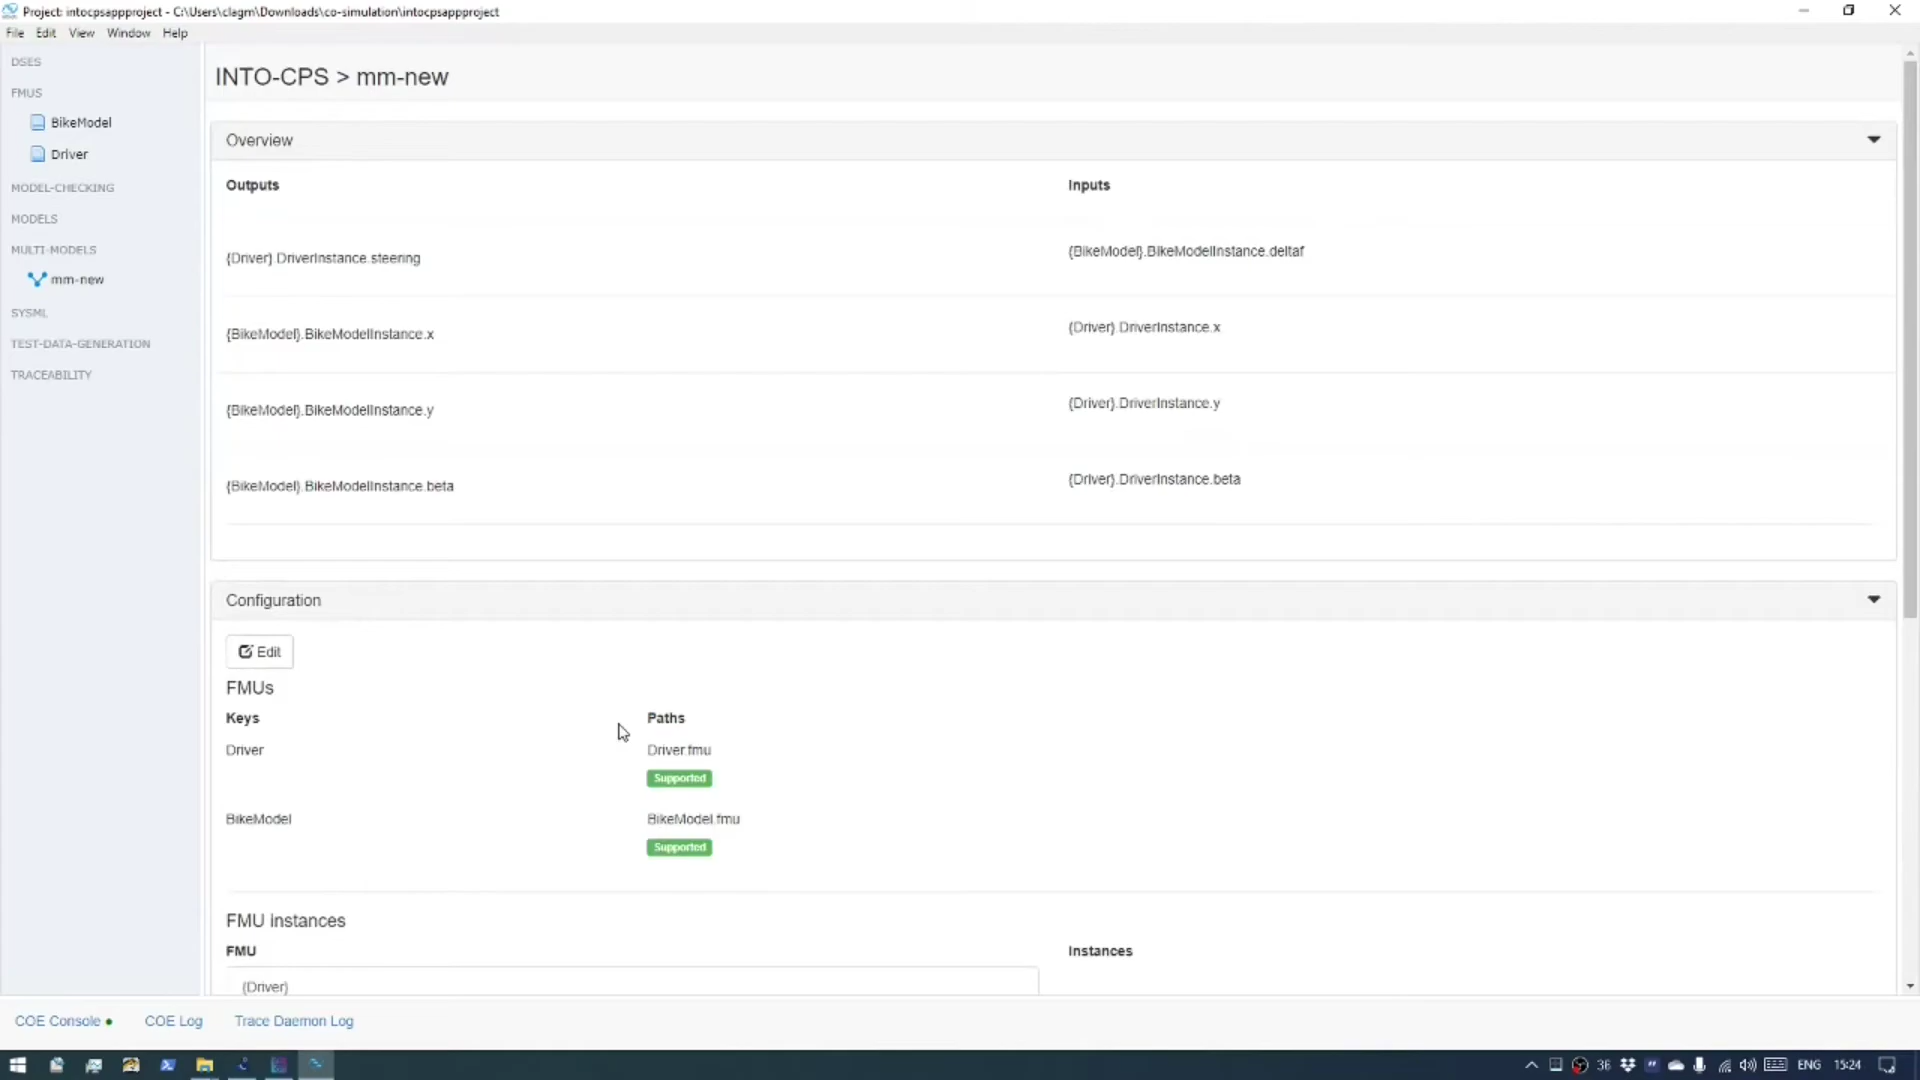 Project: intocpsappproject - C:\Users\clagm\Downloads\co-simulation\intocpsappproject
File Edit View Window Help
DSES
FMUS
BikeModel
Driver
MODEL-CHECKING
MODELS
MULTI-MODELS
mm-new
SYSML
TEST-DATA-GENERATION
TRACEABILITY
INTO-CPS > mm-new
Overview
Outputs Inputs
{Driver}.DriverInstance.steering {BikeModel}.BikeModelInstance.deltaf
{BikeModel}.BikeModelInstance.x {Driver}.DriverInstance.x
{BikeModel}.BikeModelInstance.y {Driver}.DriverInstance.y
{BikeModel}.BikeModelInstance.beta {Driver}.DriverInstance.beta
Configuration
Edit
FMUs
Keys Paths
Driver Driver.fmu
Supported
BikeModel BikeModel.fmu
Supported
FMU instances
FMU Instances
{Driver}
COE Console COE Log Trace Daemon Log
36 ENG 15:24